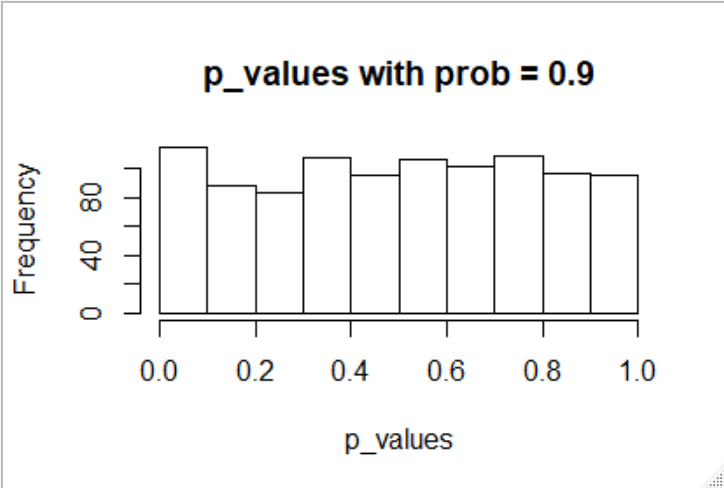 p_values with prob = 0.9
Frequency
80
40
0
0.0 0.2 0.4 0.6 0.8 1.0
p_values